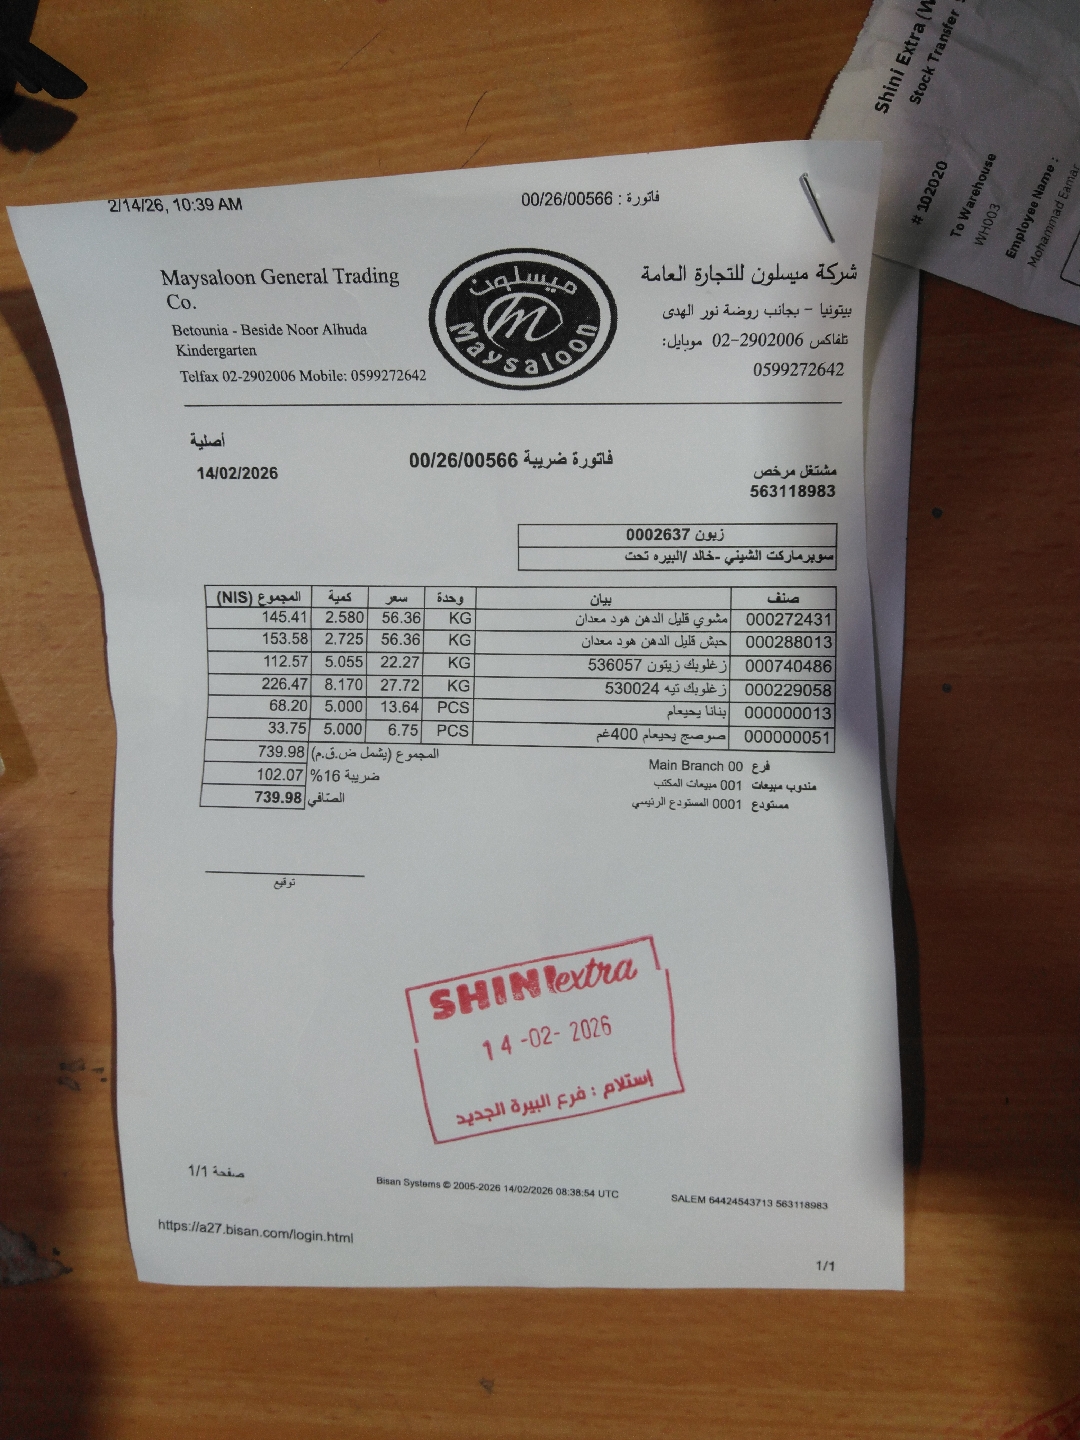 Shini Extra (W
Stock Transfer
# 102020
To Warehouse
WH003
Employee Name :
Mohammad Eamar
2/14/26, 10:39 AM
فاتورة : 00/26/00566
Maysaloon General Trading
Co.
Betounia - Beside Noor Alhuda
Kindergarten
Telfax 02-2902006 Mobile: 0599272642
ميسلون
m
Maysaloon
شركة ميسلون للتجارة العامة
بيتونيا - بجانب روضة نور الهدى
تلفاكس 2902006-02 موبايل:
0599272642
أصلية
14/02/2026
فاتورة ضريبة 00/26/00566
مشتغل مرخص
563118983
زبون 0002637
سوبرماركت الشيني -خالد /البيره تحت
صنف بيان وحدة سعر كمية المجموع (NIS)
000272431 مشوي قليل الدهن هود معدان KG 56.36 2.580 145.41
000288013 حبش قليل الدهن هود معدان KG 56.36 2.725 153.58
000740486 زغلوبك زيتون 536057 KG 22.27 5.055 112.57
000229058 زغلوبك تيه 530024 KG 27.72 8.170 226.47
000000013 بنانا يحيعام PCS 13.64 5.000 68.20
000000051 صوصج يحيعام 400غم PCS 6.75 5.000 33.75
المجموع (يشمل ض.ق.م) 739.98
ضريبة 16% 102.07
الصّافي 739.98
فرع 00 Main Branch
مندوب مبيعات 001 مبيعات المكتب
مستودع 0001 المستودع الرئيسي
توقيع
SHINI extra
14-02-2026
إستلام : فرع البيرة الجديد
صفحة 1/1
Bisan Systems © 2005-2026 14/02/2026 08:38:54 UTC
SALEM 64424543713 563118983
https://a27.bisan.com/login.html
1/1